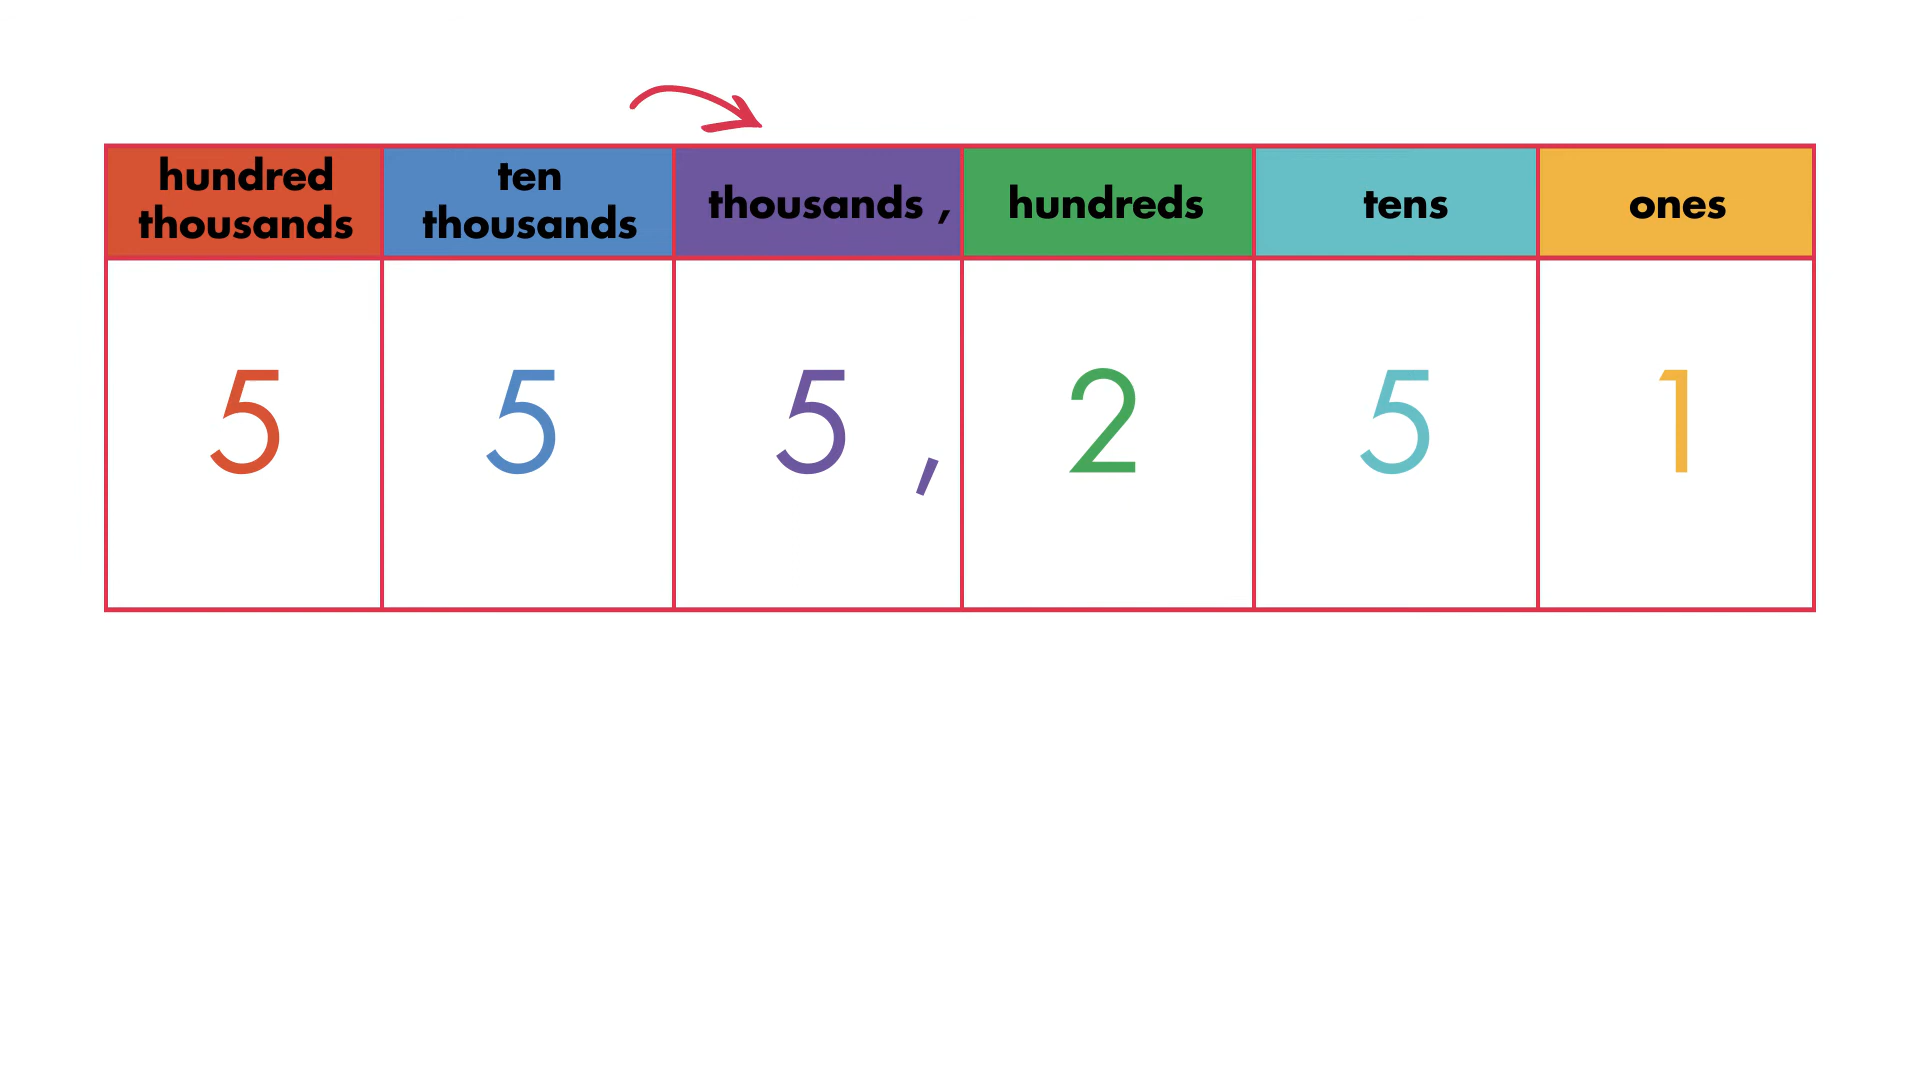 hundred thousands
ten thousands
thousands ,
hundreds
tens
ones
5 5 5 , 2 5 1